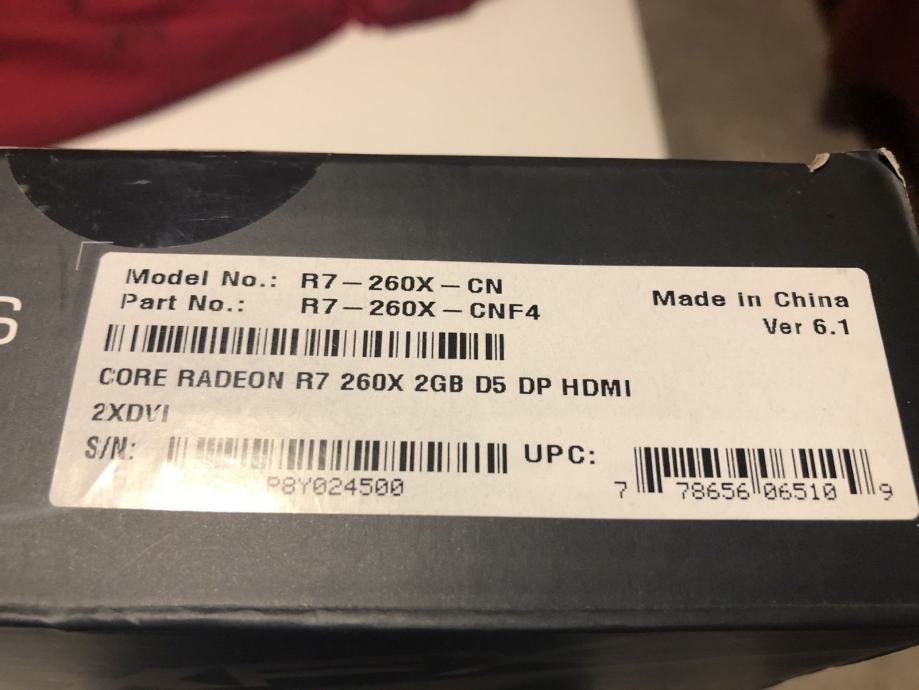 S
Model No.: R7-260X-CN
Part No.: R7-260X-CNF4
Made in China
Ver 6.1
CORE RADEON R7 260X 2GB D5 DP HDMI
2XDVI
S/N:
P8Y024500
UPC:
7 78656 06510 9